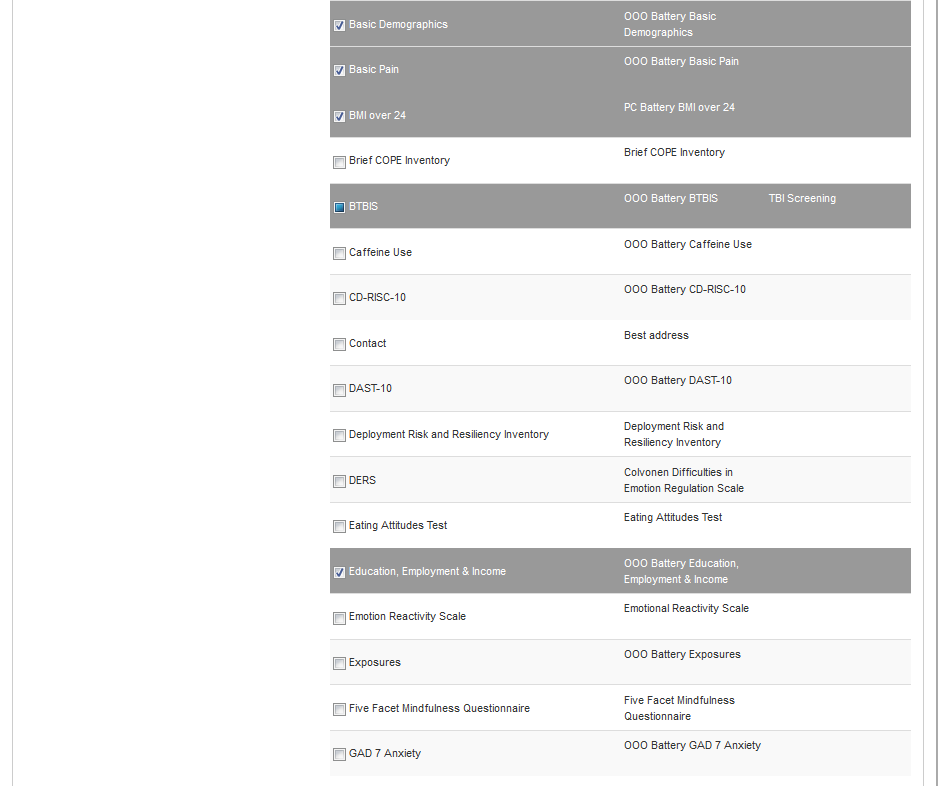 Basic Demographics
OOO Battery Basic
Demographics
Basic Pain
OOO Battery Basic Pain
BMI over 24
PC Battery BMI over 24
Brief COPE Inventory
Brief COPE Inventory
BTBIS
OOO Battery BTBIS
TBI Screening
Caffeine Use
OOO Battery Caffeine Use
CD-RISC-10
OOO Battery CD-RISC-10
Contact
Best address
DAST-10
OOO Battery DAST-10
Deployment Risk and Resiliency Inventory
Deployment Risk and
Resiliency Inventory
DERS
Colvonen Difficulties in
Emotion Regulation Scale
Eating Attitudes Test
Eating Attitudes Test
Education, Employment & Income
OOO Battery Education,
Employment & Income
Emotion Reactivity Scale
Emotional Reactivity Scale
Exposures
OOO Battery Exposures
Five Facet Mindfulness Questionnaire
Five Facet Mindfulness
Questionnaire
GAD 7 Anxiety
OOO Battery GAD 7 Anxiety